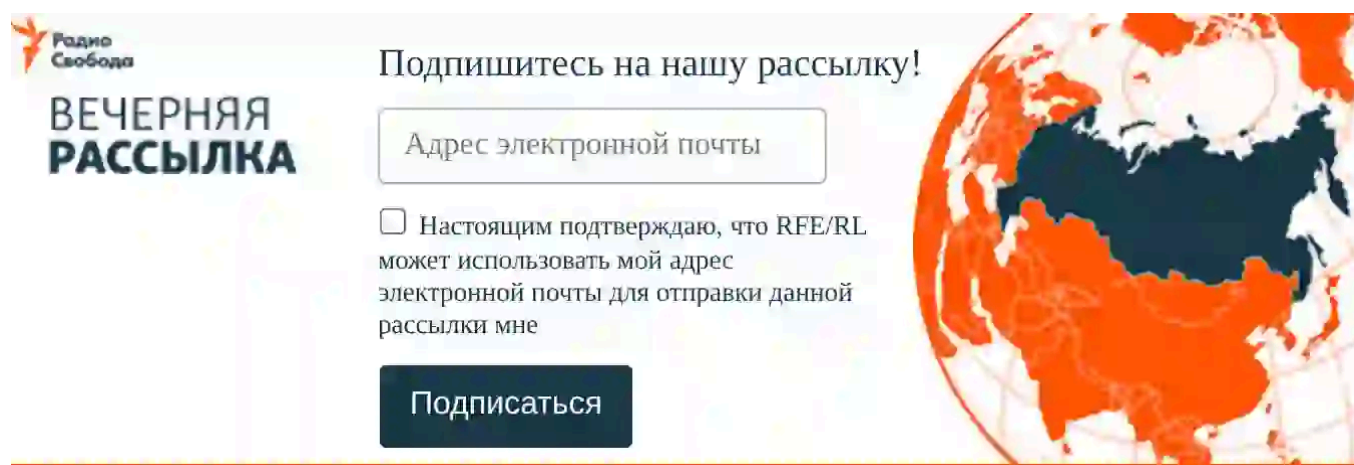 Радио
Свобода
ВЕЧЕРНЯЯ
РАССЫЛКА
Подпишитесь на нашу рассылку!
Адрес электронной почты
Настоящим подтверждаю, что RFE/RL
может использовать мой адрес
электронной почты для отправки данной
рассылки мне
Подписаться